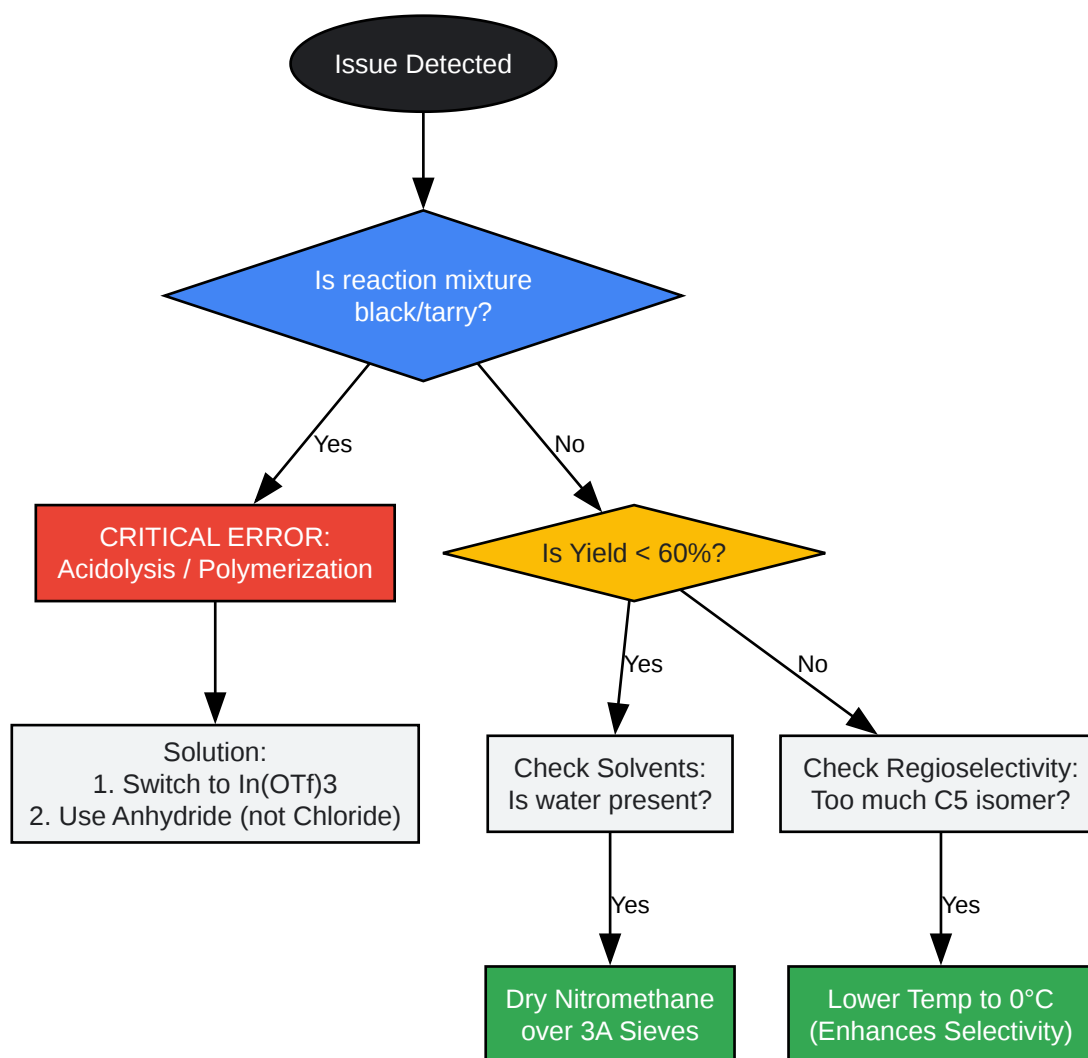 Issue Detected
Is reaction mixture
black/tarry?
Yes
No
CRITICAL ERROR:
Acidolysis / Polymerization
Is Yield < 60%?
Yes
No
Solution:
1. Switch to In(OTf)3
2. Use Anhydride (not Chloride)
Check Solvents:
Is water present?
Check Regioselectivity:
Too much C5 isomer?
Yes
Yes
Dry Nitromethane
over 3A Sieves
Lower Temp to 0°C
(Enhances Selectivity)